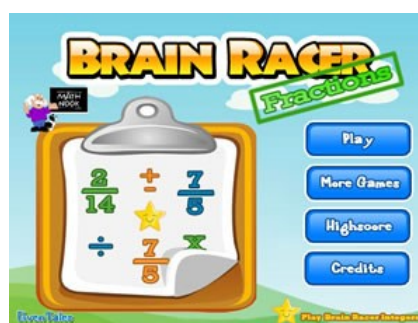 BRAIN RACER
Fractions
MATH
NOOK
Play
2/14 ± 7/5
More Games
÷ 7/5 x
Highscore
Credits
Play Brain Racer Integers